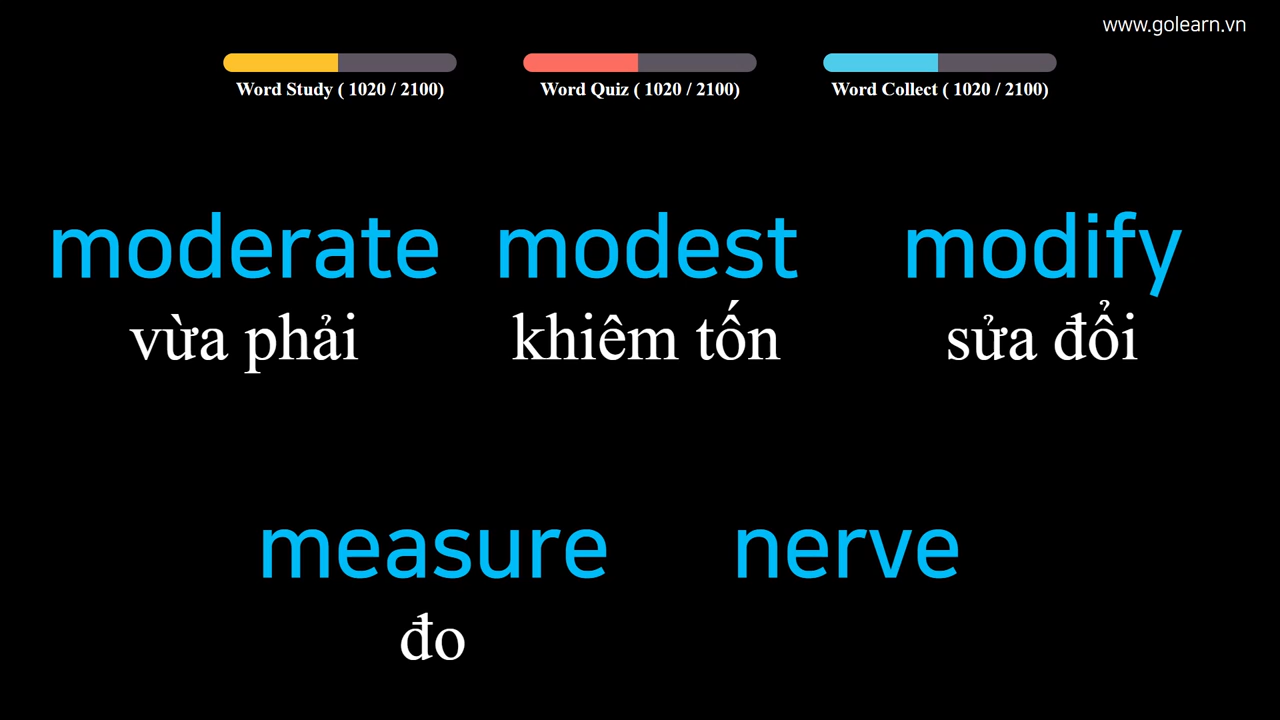 www.golearn.vn
Word Study ( 1020 / 2100)
Word Quiz ( 1020 / 2100)
Word Collect ( 1020 / 2100)
moderate modest modify
vừa phải khiêm tốn sửa đổi
measure nerve
đo